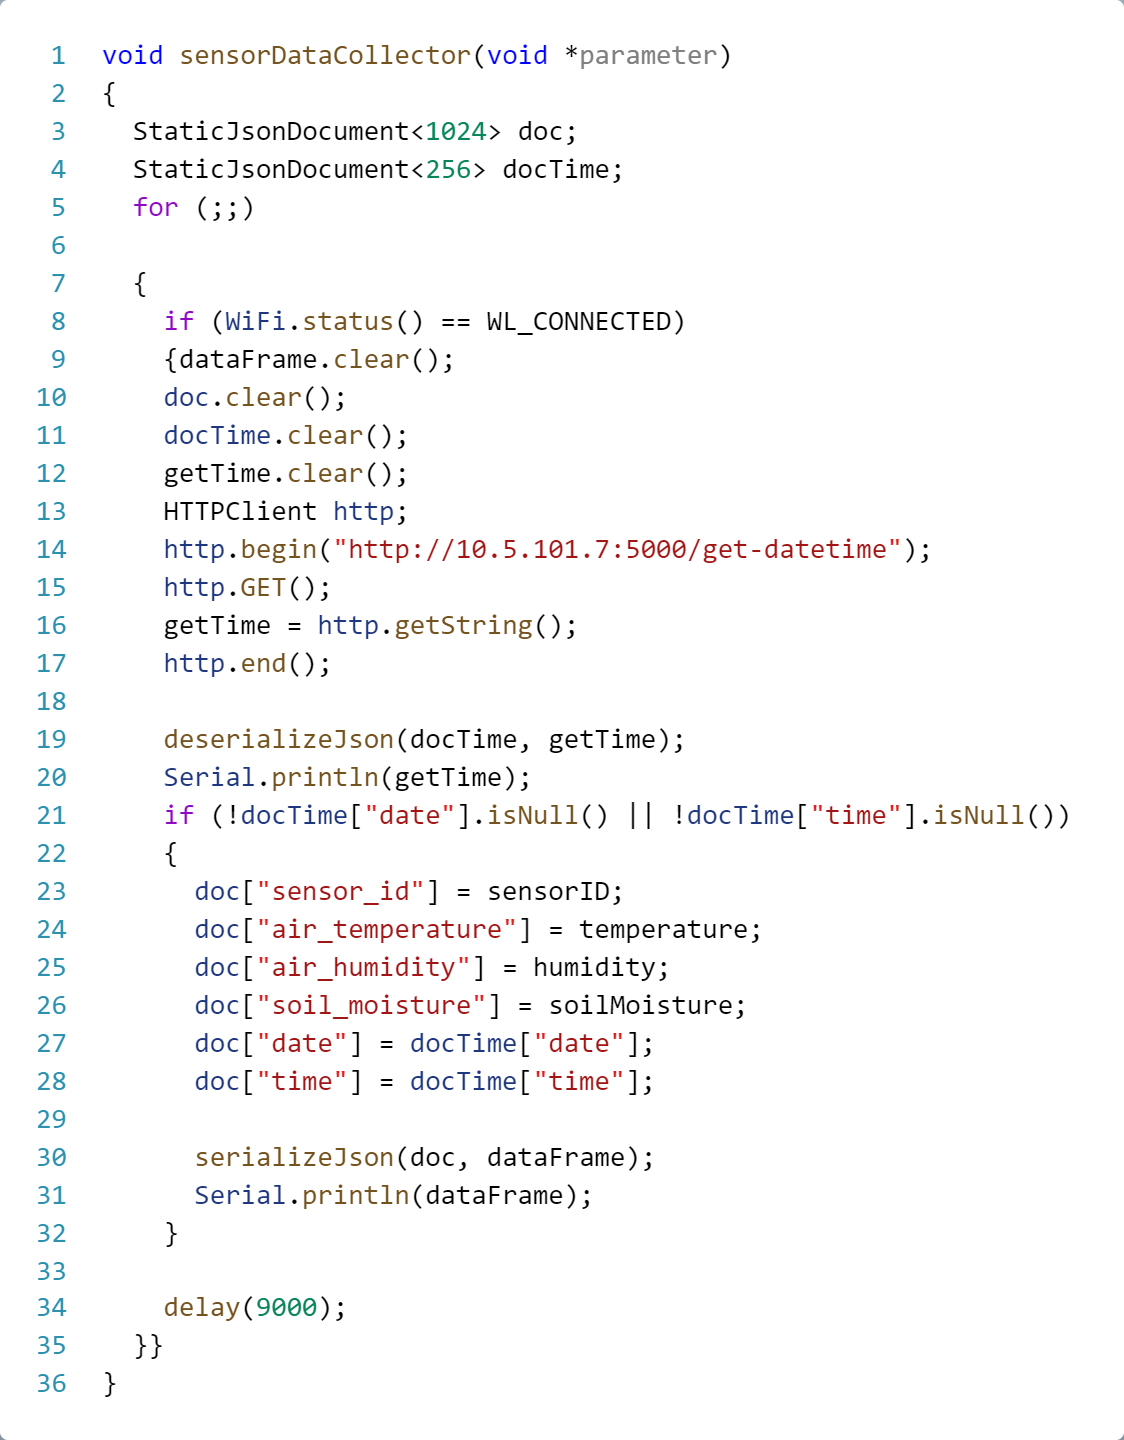 1 void sensorDataCollector(void *parameter)
2 {
3   StaticJsonDocument<1024> doc;
4   StaticJsonDocument<256> docTime;
5   for (;;)
6
7   {
8     if (WiFi.status() == WL_CONNECTED)
9     {dataFrame.clear();
10     doc.clear();
11     docTime.clear();
12     getTime.clear();
13     HTTPClient http;
14     http.begin("http://10.5.101.7:5000/get-datetime");
15     http.GET();
16     getTime = http.getString();
17     http.end();
18
19     deserializeJson(docTime, getTime);
20     Serial.println(getTime);
21     if (!docTime["date"].isNull() || !docTime["time"].isNull())
22     {
23       doc["sensor_id"] = sensorID;
24       doc["air_temperature"] = temperature;
25       doc["air_humidity"] = humidity;
26       doc["soil_moisture"] = soilMoisture;
27       doc["date"] = docTime["date"];
28       doc["time"] = docTime["time"];
29
30       serializeJson(doc, dataFrame);
31       Serial.println(dataFrame);
32     }
33
34     delay(9000);
35   }}
36 }